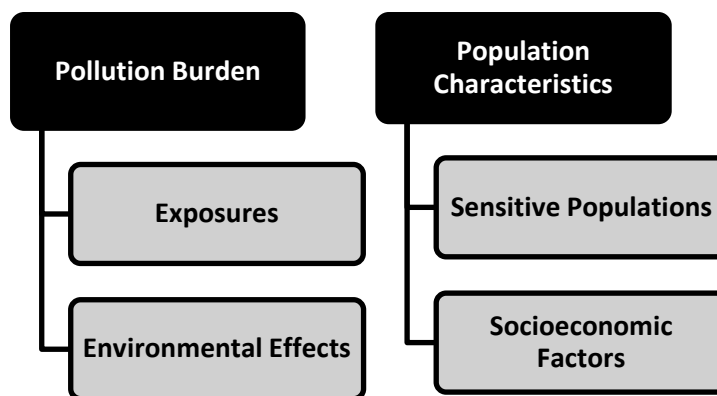 Pollution Burden
Exposures
Environmental Effects
Population
Characteristics
Sensitive Populations
Socioeconomic
Factors